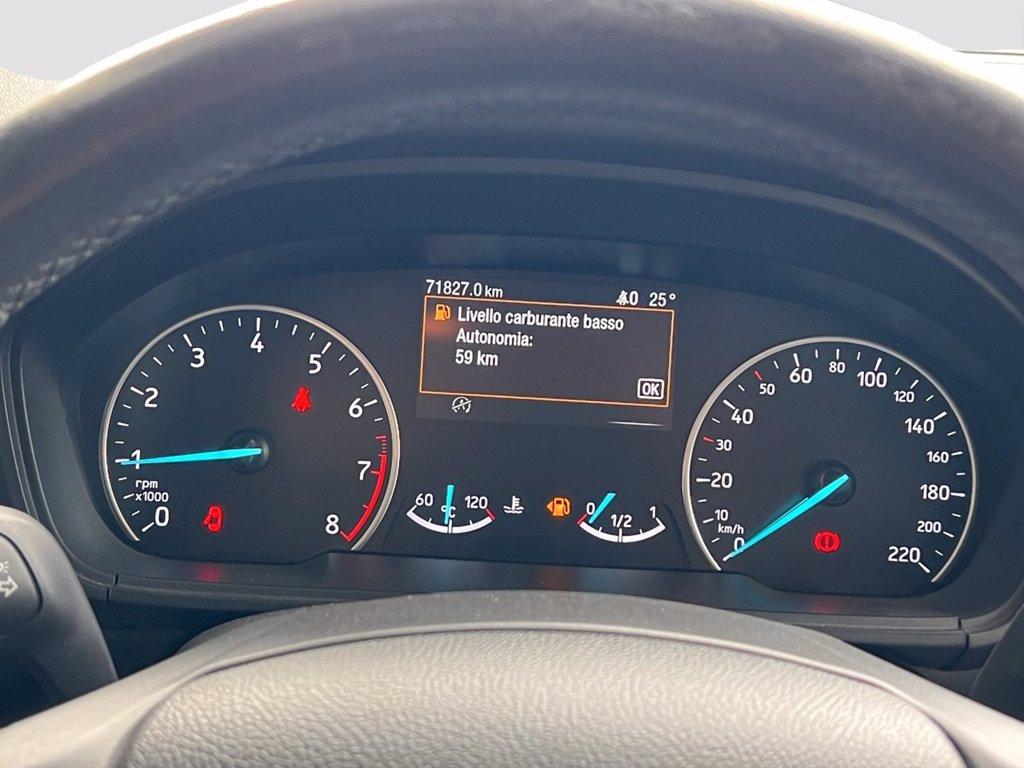 71827.0 km
0 25°
Livello carburante basso
Autonomia:
59 km
OK
0 1 2 3 4 5 6 7 8
rpm
x1000
60 120
°C
0 1/2 1
0 10 20 30 40 50 60 80 100 120 140 160 180 200 220
km/h